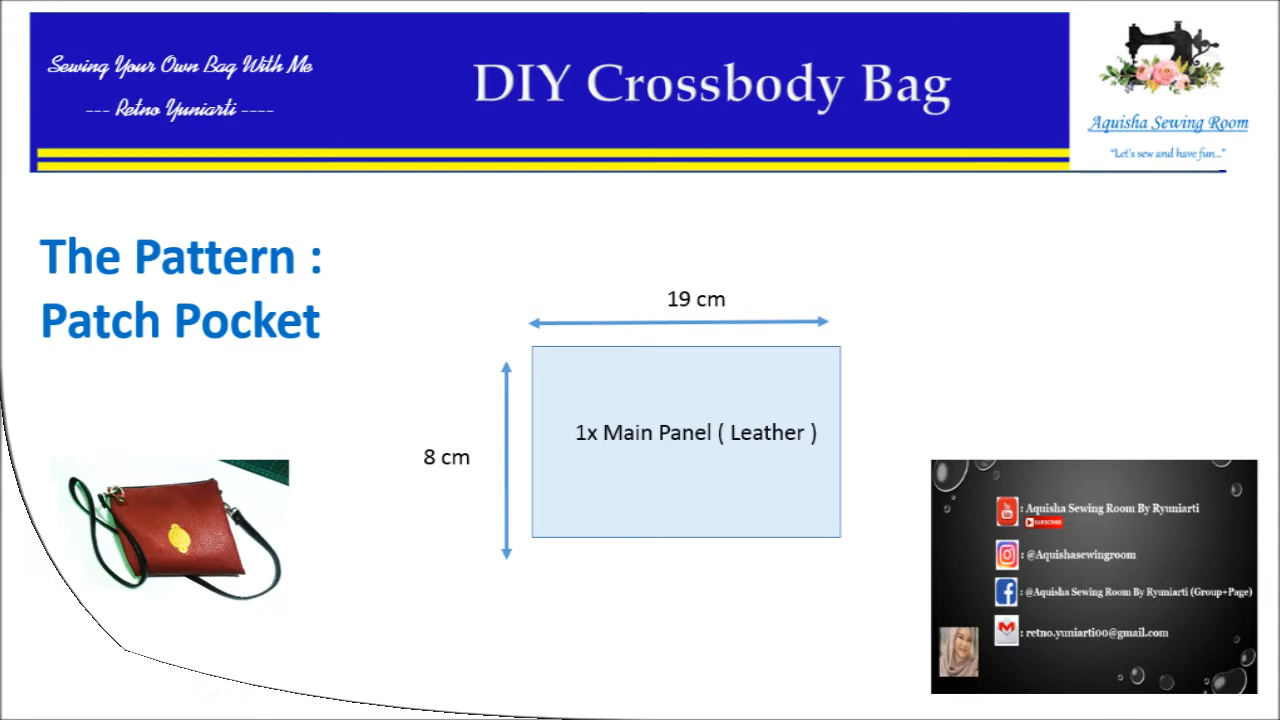 Sewing Your Own Bag With Me
--- Retno Yuniarti ----
DIY Crossbody Bag
Aquisha Sewing Room
"Let's sew and have fun..."
The Pattern :
Patch Pocket
19 cm
8 cm
1x Main Panel ( Leather )
: Aquisha Sewing Room By Ryuniarti
SUBSCRIBE
: @Aquishasewingroom
: @Aquisha Sewing Room By Ryuniarti (Group+Page)
: retno.yuniarti00@gmail.com